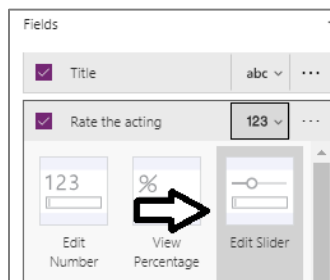 Fields
Title abc
Rate the acting 123
123 %
Edit Number View Percentage Edit Slider